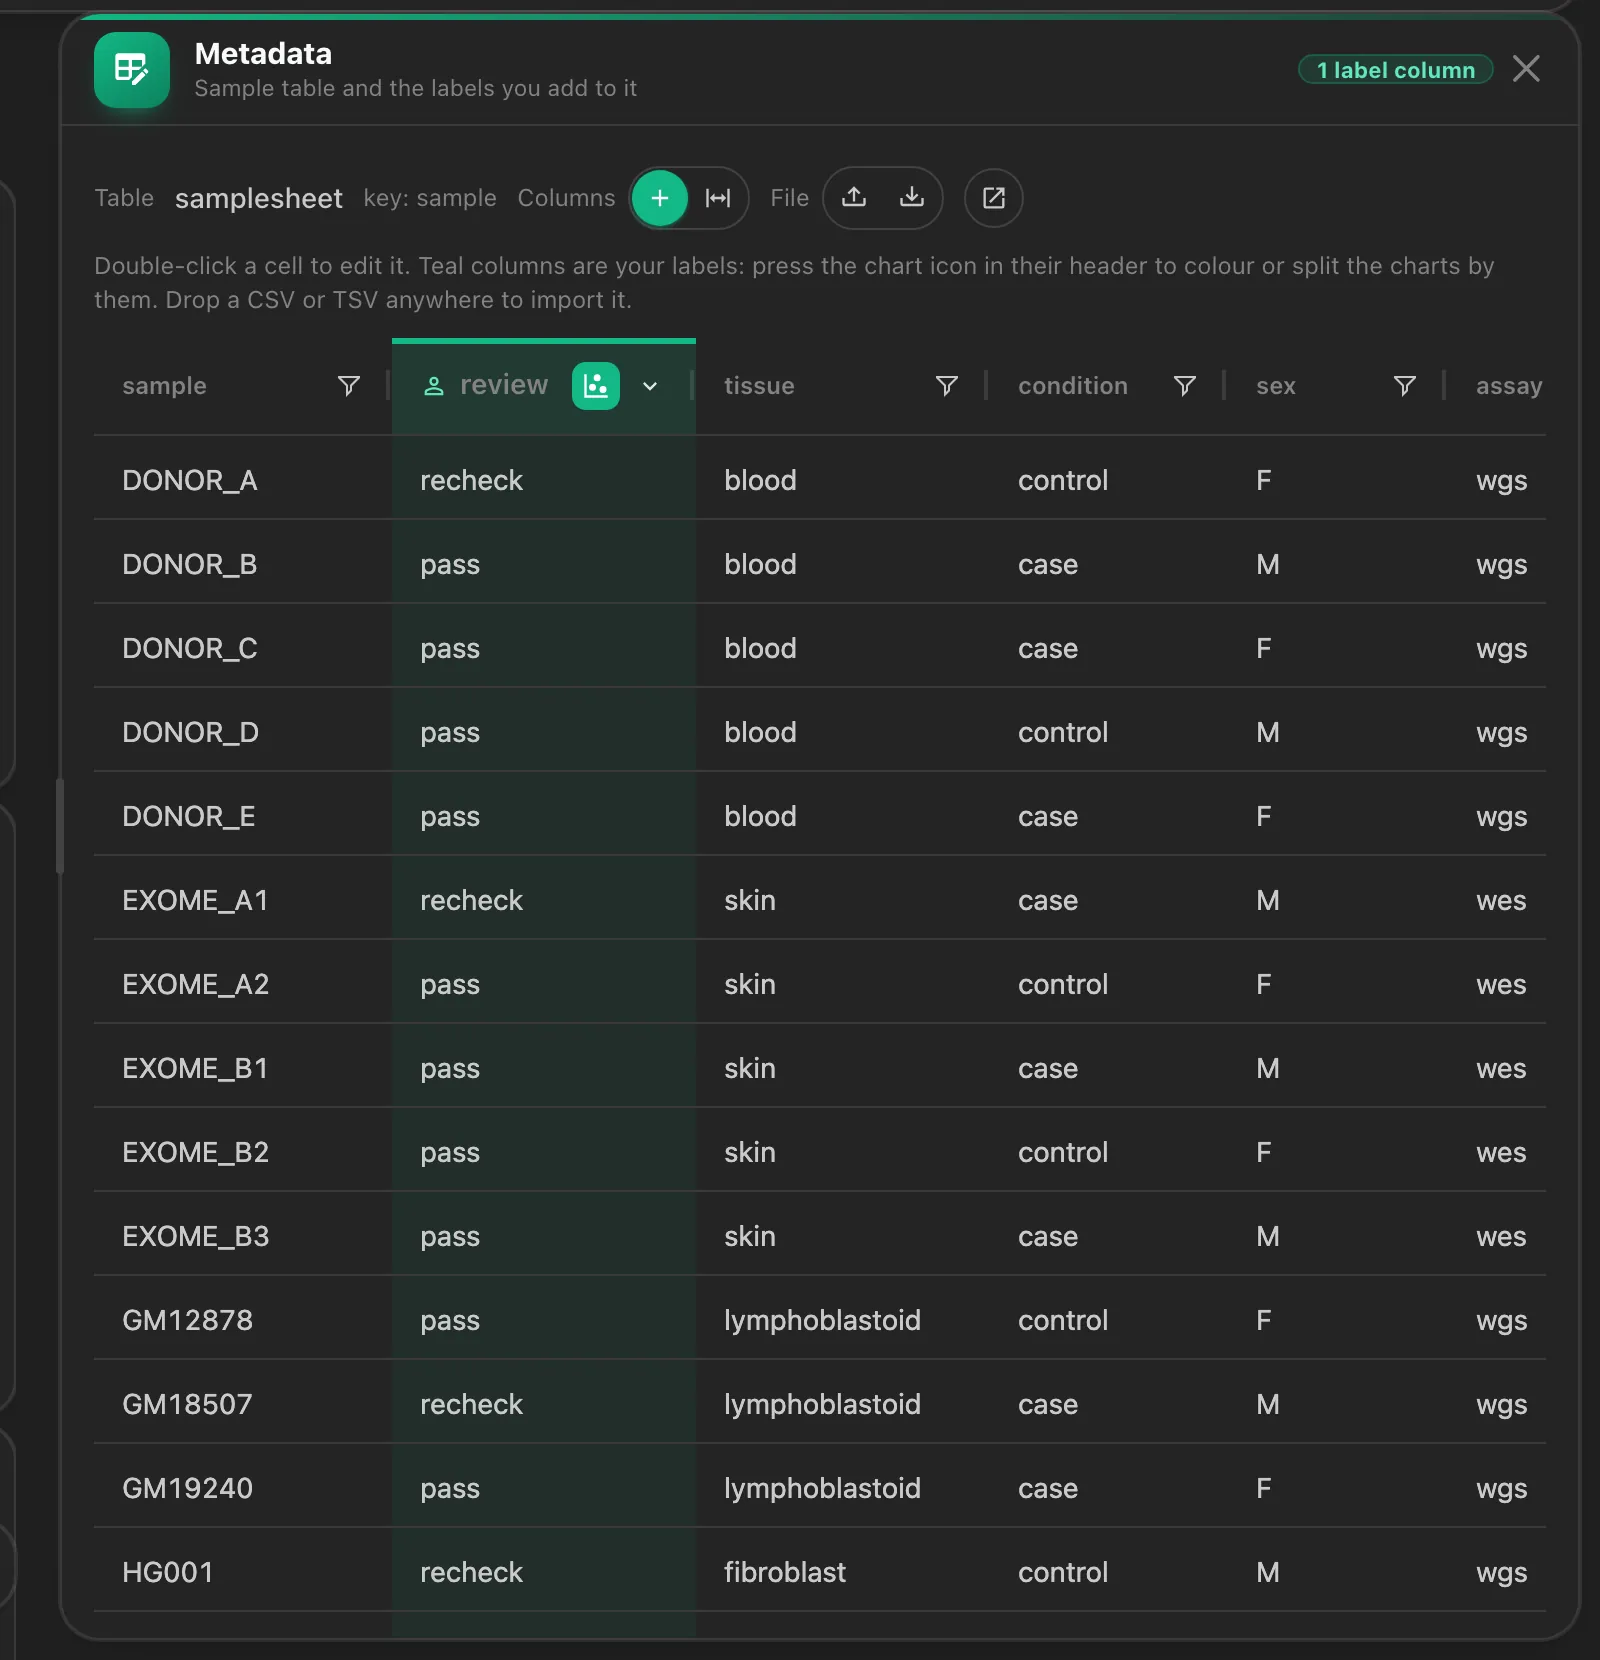 Metadata
Sample table and the labels you add to it
1 label column
Table samplesheet key: sample Columns File
Double-click a cell to edit it. Teal columns are your labels: press the chart icon in their header to colour or split the charts by
them. Drop a CSV or TSV anywhere to import it.
sample review tissue condition sex assay
DONOR_A recheck blood control F wgs
DONOR_B pass blood case M wgs
DONOR_C pass blood case F wgs
DONOR_D pass blood control M wgs
DONOR_E pass blood case F wgs
EXOME_A1 recheck skin case M wes
EXOME_A2 pass skin control F wes
EXOME_B1 pass skin case M wes
EXOME_B2 pass skin control F wes
EXOME_B3 pass skin case M wes
GM12878 pass lymphoblastoid control F wgs
GM18507 recheck lymphoblastoid case M wgs
GM19240 pass lymphoblastoid case F wgs
HG001 recheck fibroblast control M wgs